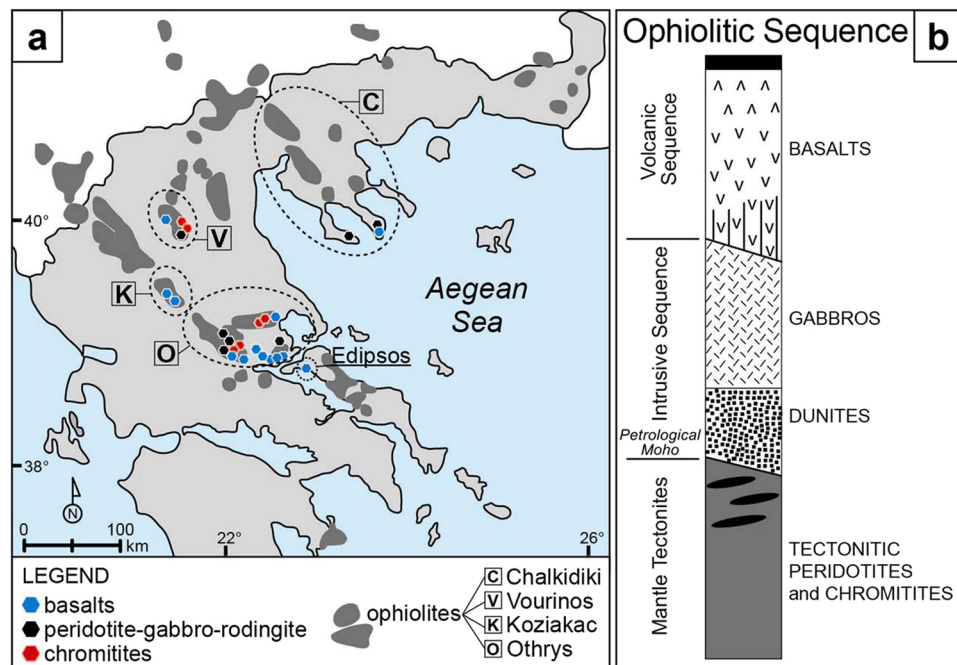 a
C
40°
V
K
Aegean
Sea
O
Edipsos
38°
N
0 100
km
22°
26°
LEGEND
basalts
peridotite-gabbro-rodingite
chromitites
ophiolites
C Chalkidiki
V Vourinos
K Koziakac
O Othrys
Ophiolitic Sequence b
Volcanic
Sequence
BASALTS
Intrusive Sequence
GABBROS
DUNITES
Petrological
Moho
Mantle Tectonites
TECTONITIC
PERIDOTITES
and CHROMITITES